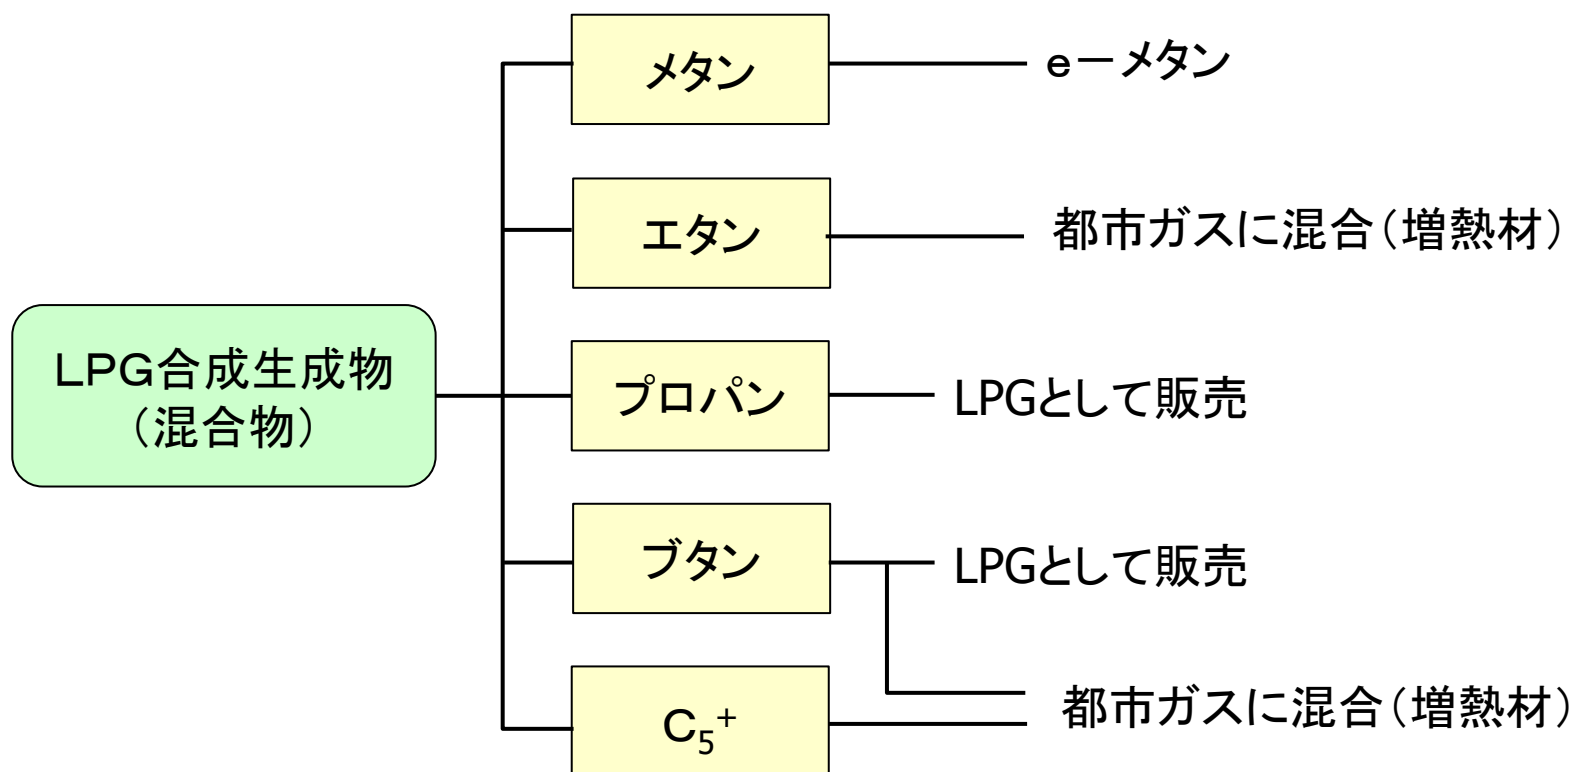 メタン
e－メタン
エタン
都市ガスに混合（増熱材）
LPG合成生成物
（混合物）
プロパン
LPGとして販売
ブタン
LPGとして販売
C₅⁺
都市ガスに混合（増熱材）